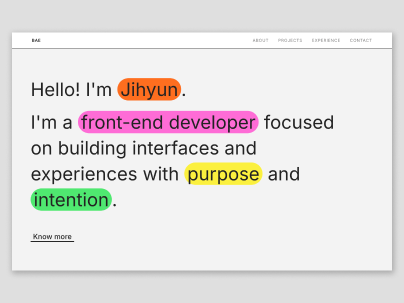 BAE
ABOUT PROJECTS EXPERIENCE CONTACT
Hello! I'm Jihyun.
I'm a front-end developer focused
on building interfaces and
experiences with purpose and
intention.
Know more